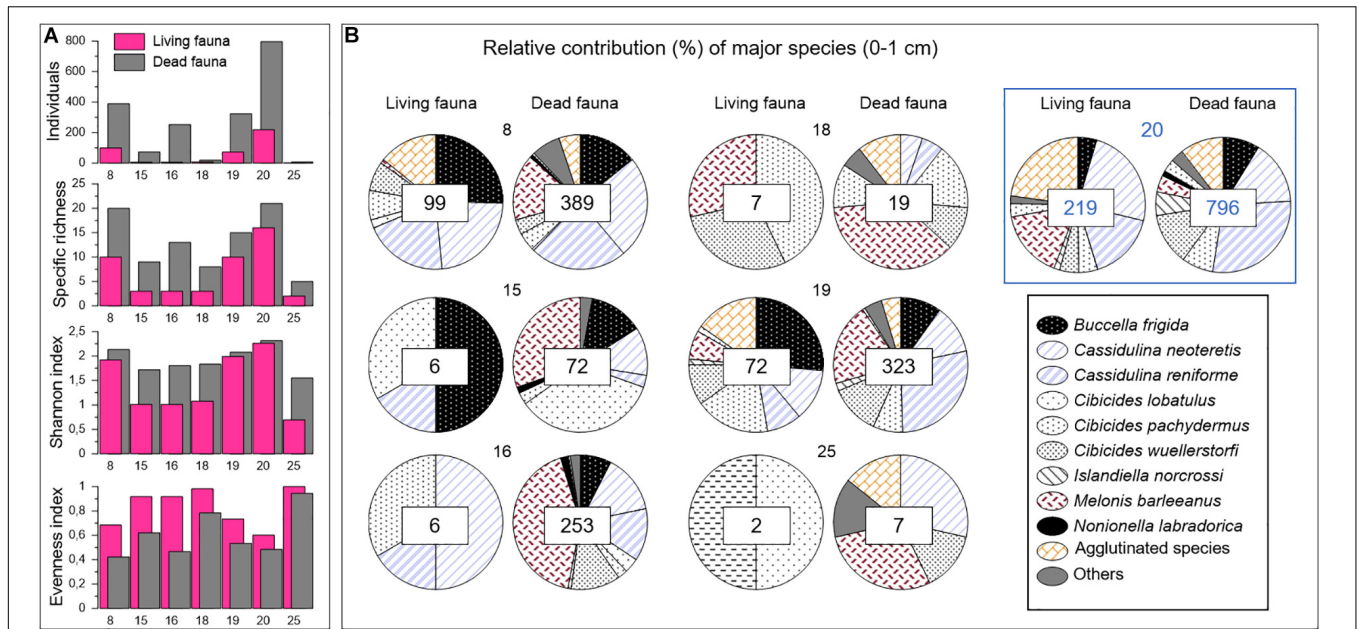 A
Living fauna
Dead fauna
Individuals
800
600
400
200
0
8 15 16 18 19 20 25
Specific richness
25
20
15
10
5
0
8 15 16 18 19 20 25
Shannon index
2,5
2
1,5
1
0,5
0
8 15 16 18 19 20 25
Evenness index
1
0,8
0,6
0,4
0,2
0
8 15 16 18 19 20 25
B
Relative contribution (%) of major species (0-1 cm)
Living fauna Dead fauna
8
99 389
15
6 72
16
6 253
Living fauna Dead fauna
18
7 19
19
72 323
25
2 7
Living fauna Dead fauna
20
219 796
Buccella frigida
Cassidulina neoteretis
Cassidulina reniforme
Cibicides lobatulus
Cibicides pachydermus
Cibicides wuellerstorfi
Islandiella norcrossi
Melonis barleeanus
Nonionella labradorica
Agglutinated species
Others